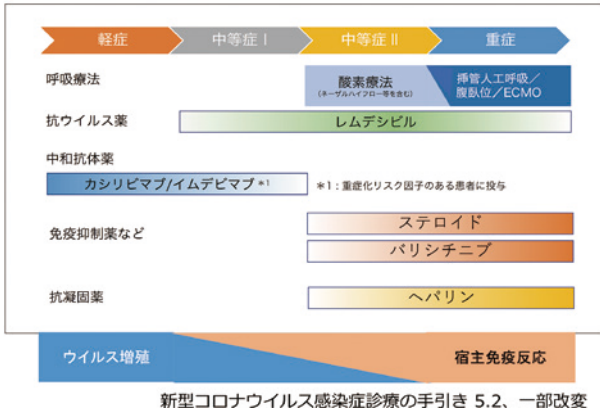 軽症
中等症 I
中等症 II
重症
呼吸療法
酸素療法
(ネーザルハイフロー等を含む)
挿管人工呼吸／
腹臥位／ECMO
抗ウイルス薬
レムデシビル
中和抗体薬
カシリビマブ/イムデビマブ *1
*1：重症化リスク因子のある患者に投与
免疫抑制薬など
ステロイド
バリシチニブ
抗凝固薬
ヘパリン
ウイルス増殖
宿主免疫反応
新型コロナウイルス感染症診療の手引き 5.2、一部改変